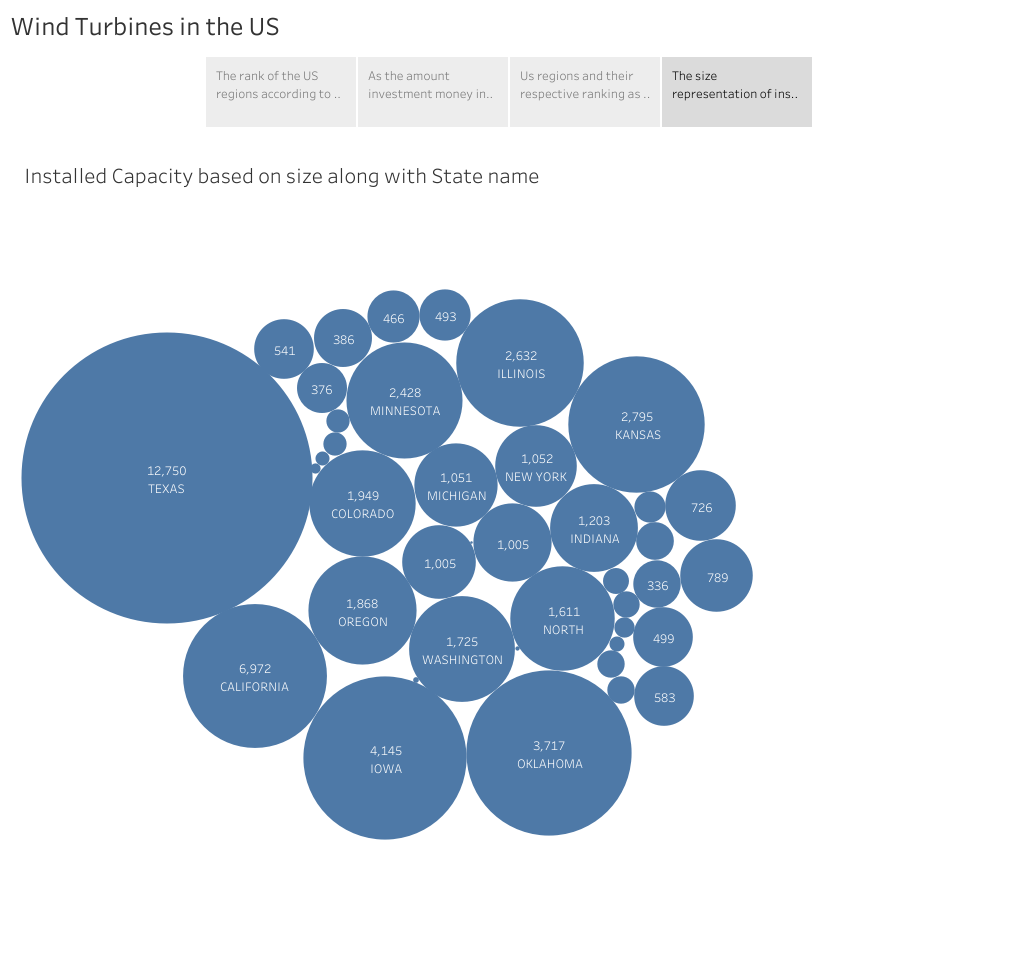 Wind Turbines in the US
The rank of the US
regions according to ..
As the amount
investment money in..
Us regions and their
respective ranking as ..
The size
representation of ins..
Installed Capacity based on size along with State name
466
493
386
541
2,632
ILLINOIS
376
2,428
MINNESOTA
2,795
KANSAS
12,750
TEXAS
1,052
NEW YORK
1,051
MICHIGAN
1,949
COLORADO
726
1,203
INDIANA
1,005
1,005
789
336
1,868
OREGON
1,611
NORTH
499
1,725
WASHINGTON
6,972
CALIFORNIA
583
4,145
IOWA
3,717
OKLAHOMA